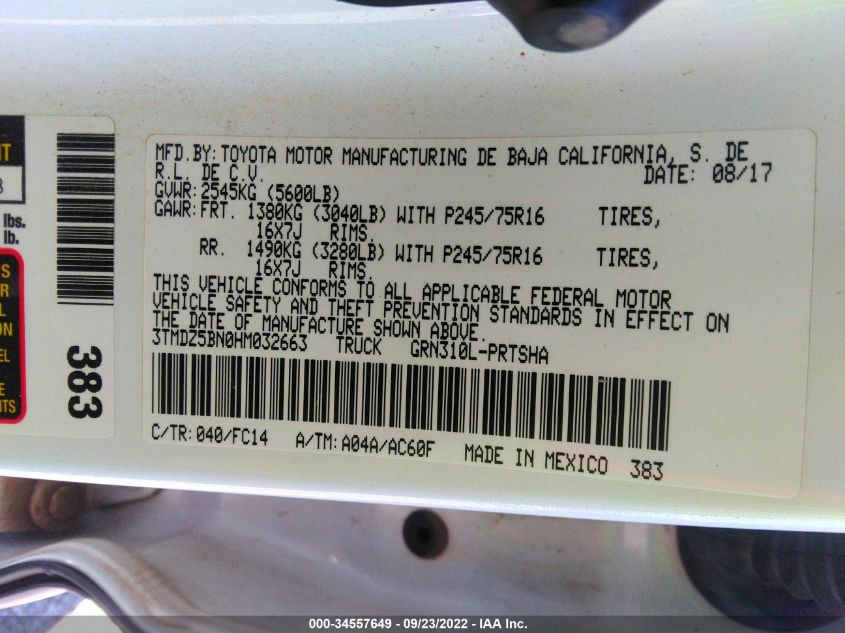 MFD.BY:TOYOTA MOTOR MANUFACTURING DE BAJA CALIFORNIA, S. DE
R.L. DE C.V. DATE: 08/17
GVWR: 2545KG (5600LB)
GAWR:FRT. 1380KG (3040LB) WITH P245/75R16 TIRES,
16X7J RIMS.
RR. 1490KG (3280LB) WITH P245/75R16 TIRES,
16X7J RIMS.
THIS VEHICLE CONFORMS TO ALL APPLICABLE FEDERAL MOTOR
VEHICLE SAFETY AND THEFT PREVENTION STANDARDS IN EFFECT ON
THE DATE OF MANUFACTURE SHOWN ABOVE.
3TMDZ5BN0HM032663 TRUCK GRN310L-PRTSHA
C/TR:040/FC14 A/TM:A04A/AC60F MADE IN MEXICO 383
383
lbs.
lb.
000-34557649 - 09/23/2022 - IAA Inc.